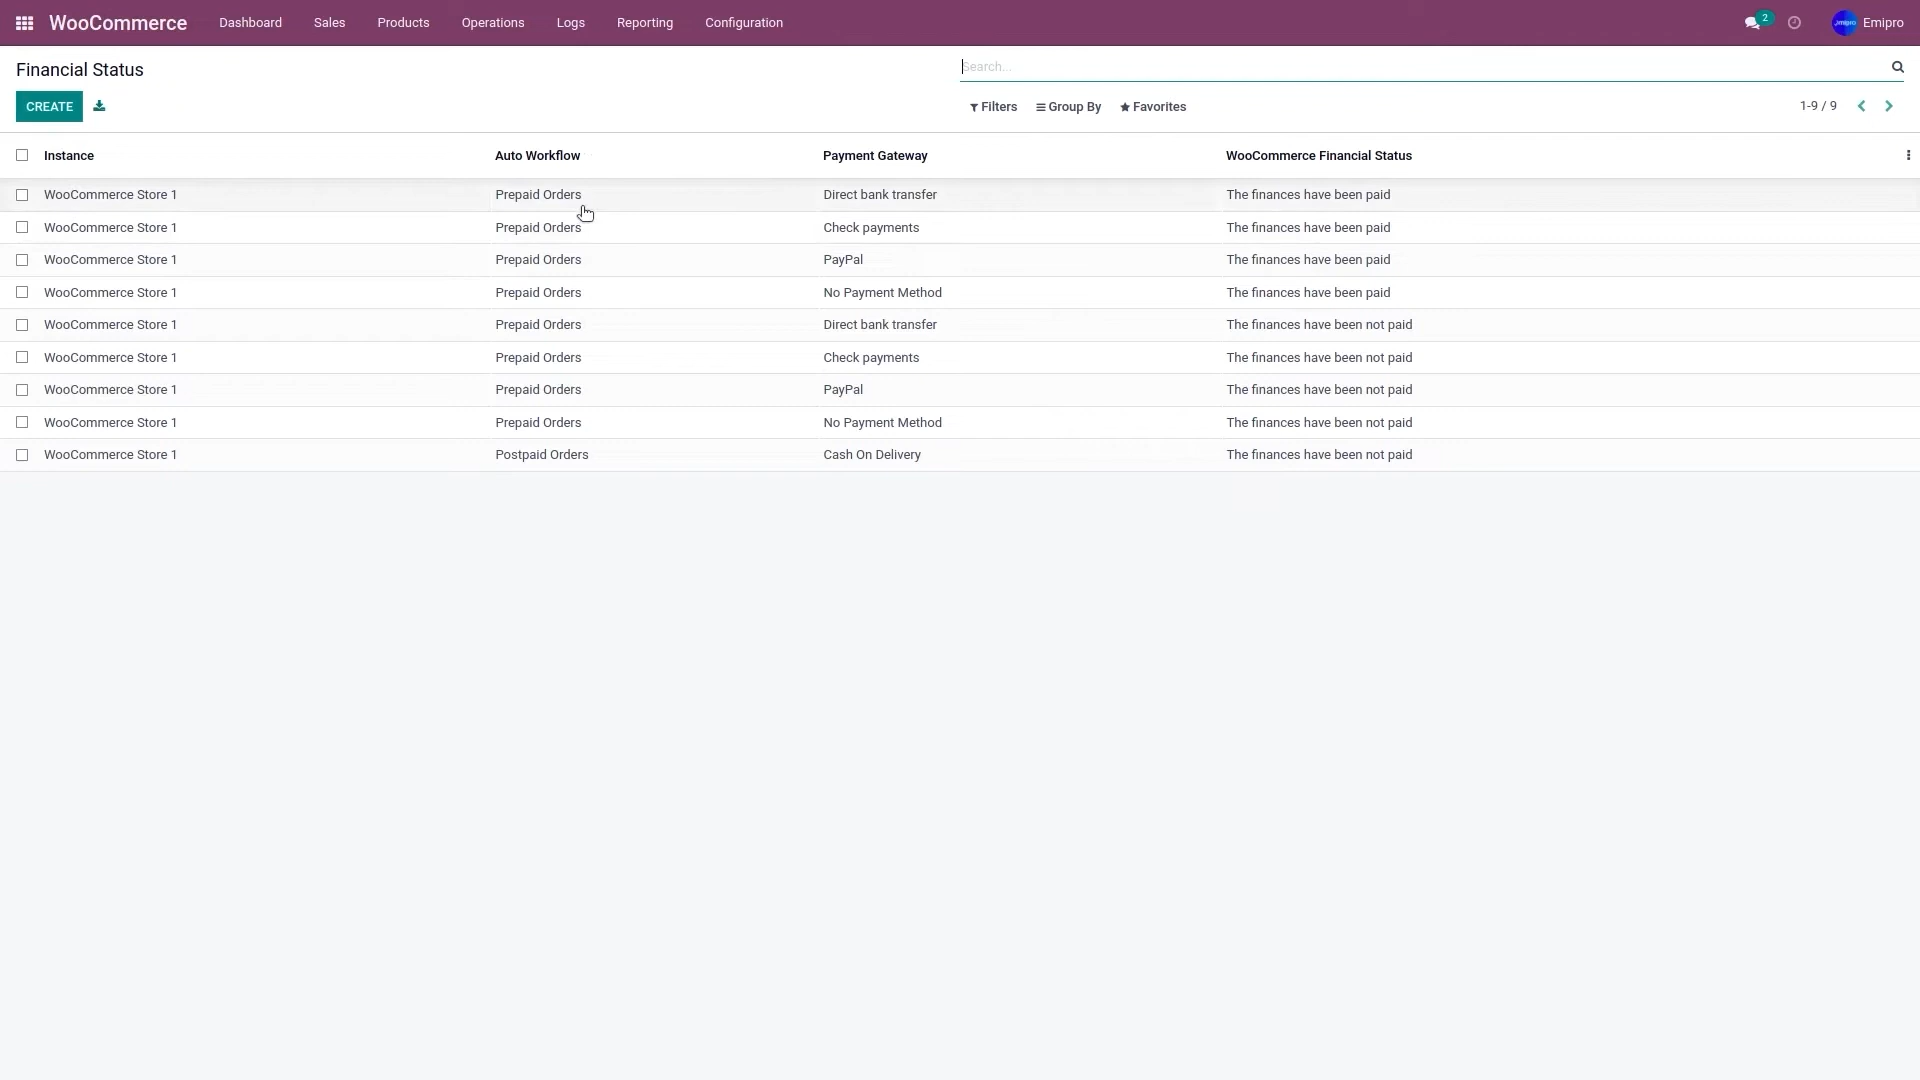 WooCommerce Dashboard Sales Products Operations Logs Reporting Configuration 2 Emipro
Financial Status Search...
CREATE Filters Group By Favorites 1-9 / 9
Instance Auto Workflow Payment Gateway WooCommerce Financial Status
WooCommerce Store 1 Prepaid Orders Direct bank transfer The finances have been paid
WooCommerce Store 1 Prepaid Orders Check payments The finances have been paid
WooCommerce Store 1 Prepaid Orders PayPal The finances have been paid
WooCommerce Store 1 Prepaid Orders No Payment Method The finances have been paid
WooCommerce Store 1 Prepaid Orders Direct bank transfer The finances have been not paid
WooCommerce Store 1 Prepaid Orders Check payments The finances have been not paid
WooCommerce Store 1 Prepaid Orders PayPal The finances have been not paid
WooCommerce Store 1 Prepaid Orders No Payment Method The finances have been not paid
WooCommerce Store 1 Postpaid Orders Cash On Delivery The finances have been not paid